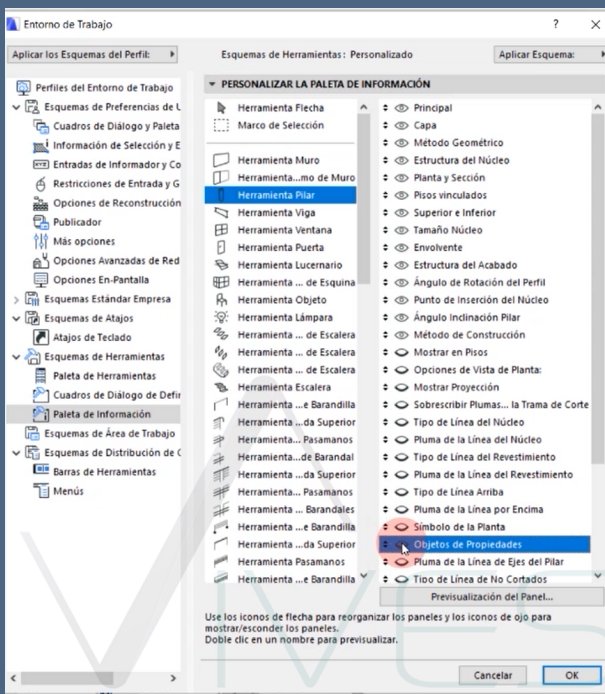 Entorno de Trabajo
?
Aplicar los Esquemas del Perfil:
Esquemas de Herramientas: Personalizado
Aplicar Esquema:
Perfiles del Entorno de Trabajo
Esquemas de Preferencias de U
Cuadros de Diálogo y Paleta
Información de Selección y E
Entradas de Informador y Co
Restricciones de Entrada y G
Opciones de Reconstrucción
Publicador
Más opciones
Opciones Avanzadas de Red
Opciones En-Pantalla
Esquemas Estándar Empresa
Esquemas de Atajos
Atajos de Teclado
Esquemas de Herramientas
Paleta de Herramientas
Cuadros de Diálogo de Defir
Paleta de Información
Esquemas de Área de Trabajo
Esquemas de Distribución de C
Barras de Herramientas
Menús
PERSONALIZAR LA PALETA DE INFORMACIÓN
Herramienta Flecha
Marco de Selección
Herramienta Muro
Herramienta...mo de Muro
Herramienta Pilar
Herramienta Viga
Herramienta Ventana
Herramienta Puerta
Herramienta Lucernario
Herramienta ... de Esquina
Herramienta Objeto
Herramienta Lámpara
Herramienta ... de Escalera
Herramienta ... de Escalera
Herramienta ... de Escalera
Herramienta Escalera
Herramienta ...e Barandilla
Herramienta ...da Superior
Herramienta... Pasamanos
Herramienta...de Barandal
Herramienta ...da Superior
Herramienta... Pasamanos
Herramienta ... Barandales
Herramienta ...e Barandilla
Herramienta ...da Superior
Herramienta Pasamanos
Herramienta ...e Barandilla
Principal
Capa
Método Geométrico
Estructura del Núcleo
Planta y Sección
Pisos vinculados
Superior e Inferior
Tamaño Núcleo
Envolvente
Estructura del Acabado
Ángulo de Rotación del Perfil
Punto de Inserción del Núcleo
Ángulo Inclinación Pilar
Método de Construcción
Mostrar en Pisos
Opciones de Vista de Planta:
Mostrar Proyección
Sobrescribir Plumas... la Trama de Corte
Tipo de Línea del Núcleo
Pluma de la Línea del Núcleo
Tipo de Línea del Revestimiento
Pluma de la Línea del Revestimiento
Tipo de Línea Arriba
Pluma de la Línea por Encima
Símbolo de la Planta
Objetos de Propiedades
Pluma de la Línea de Ejes del Pilar
Tipo de Línea de No Cortados
Previsualización del Panel...
Use los iconos de flecha para reorganizar los paneles y los iconos de ojo para
mostrar/esconder los paneles.
Doble clic en un nombre para previsualizar.
Cancelar
OK
VIVES